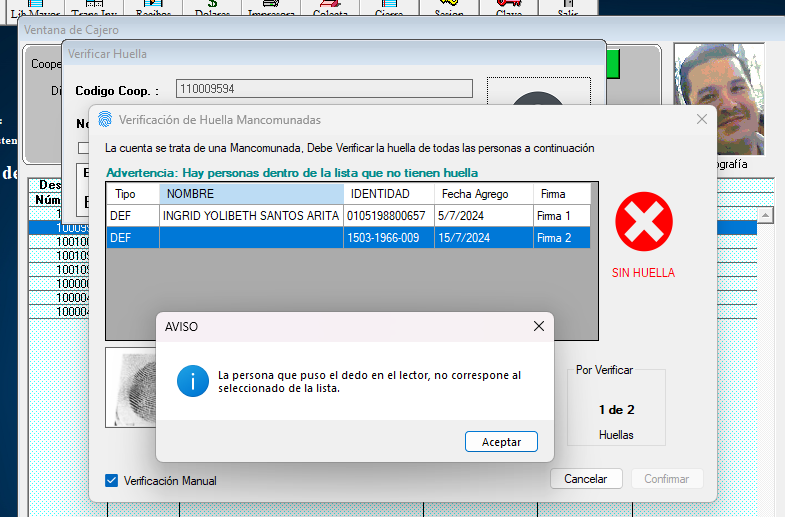 Lib Mayor Trans Inv Recibos Dolares Impresora Colecta Cierre Sesion Clave Salir
Ventana de Cajero
Verificar Huella
Coope
Di
Codigo Coop. :
110009594
No
Verificación de Huella Mancomunadas
La cuenta se trata de una Mancomunada, Debe Verificar la huella de todas las personas a continuación
Advertencia: Hay personas dentro de la lista que no tienen huella
ografía
Tipo NOMBRE IDENTIDAD Fecha Agrego Firma
DEF INGRID YOLIBETH SANTOS ARITA 0105198800657 5/7/2024 Firma 1
DEF 1503-1966-009 15/7/2024 Firma 2
SIN HUELLA
de
Des
Núm
1
10009
10010
10010
10010
10000
10004
10004
AVISO
La persona que puso el dedo en el lector, no correspone al
seleccionado de la lista.
Aceptar
Por Verificar
1 de 2
Huellas
Verificación Manual
Cancelar
Confirmar